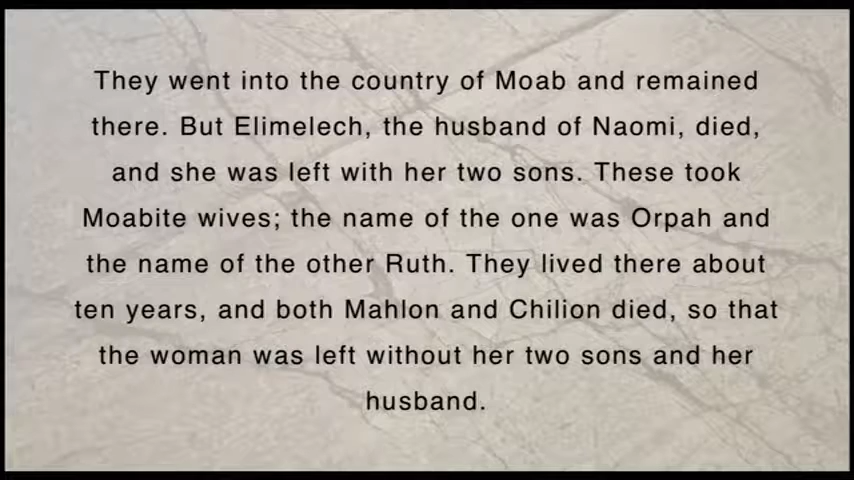 They went into the country of Moab and remained
there. But Elimelech, the husband of Naomi, died,
and she was left with her two sons. These took
Moabite wives; the name of the one was Orpah and
the name of the other Ruth. They lived there about
ten years, and both Mahlon and Chilion died, so that
the woman was left without her two sons and her
husband.